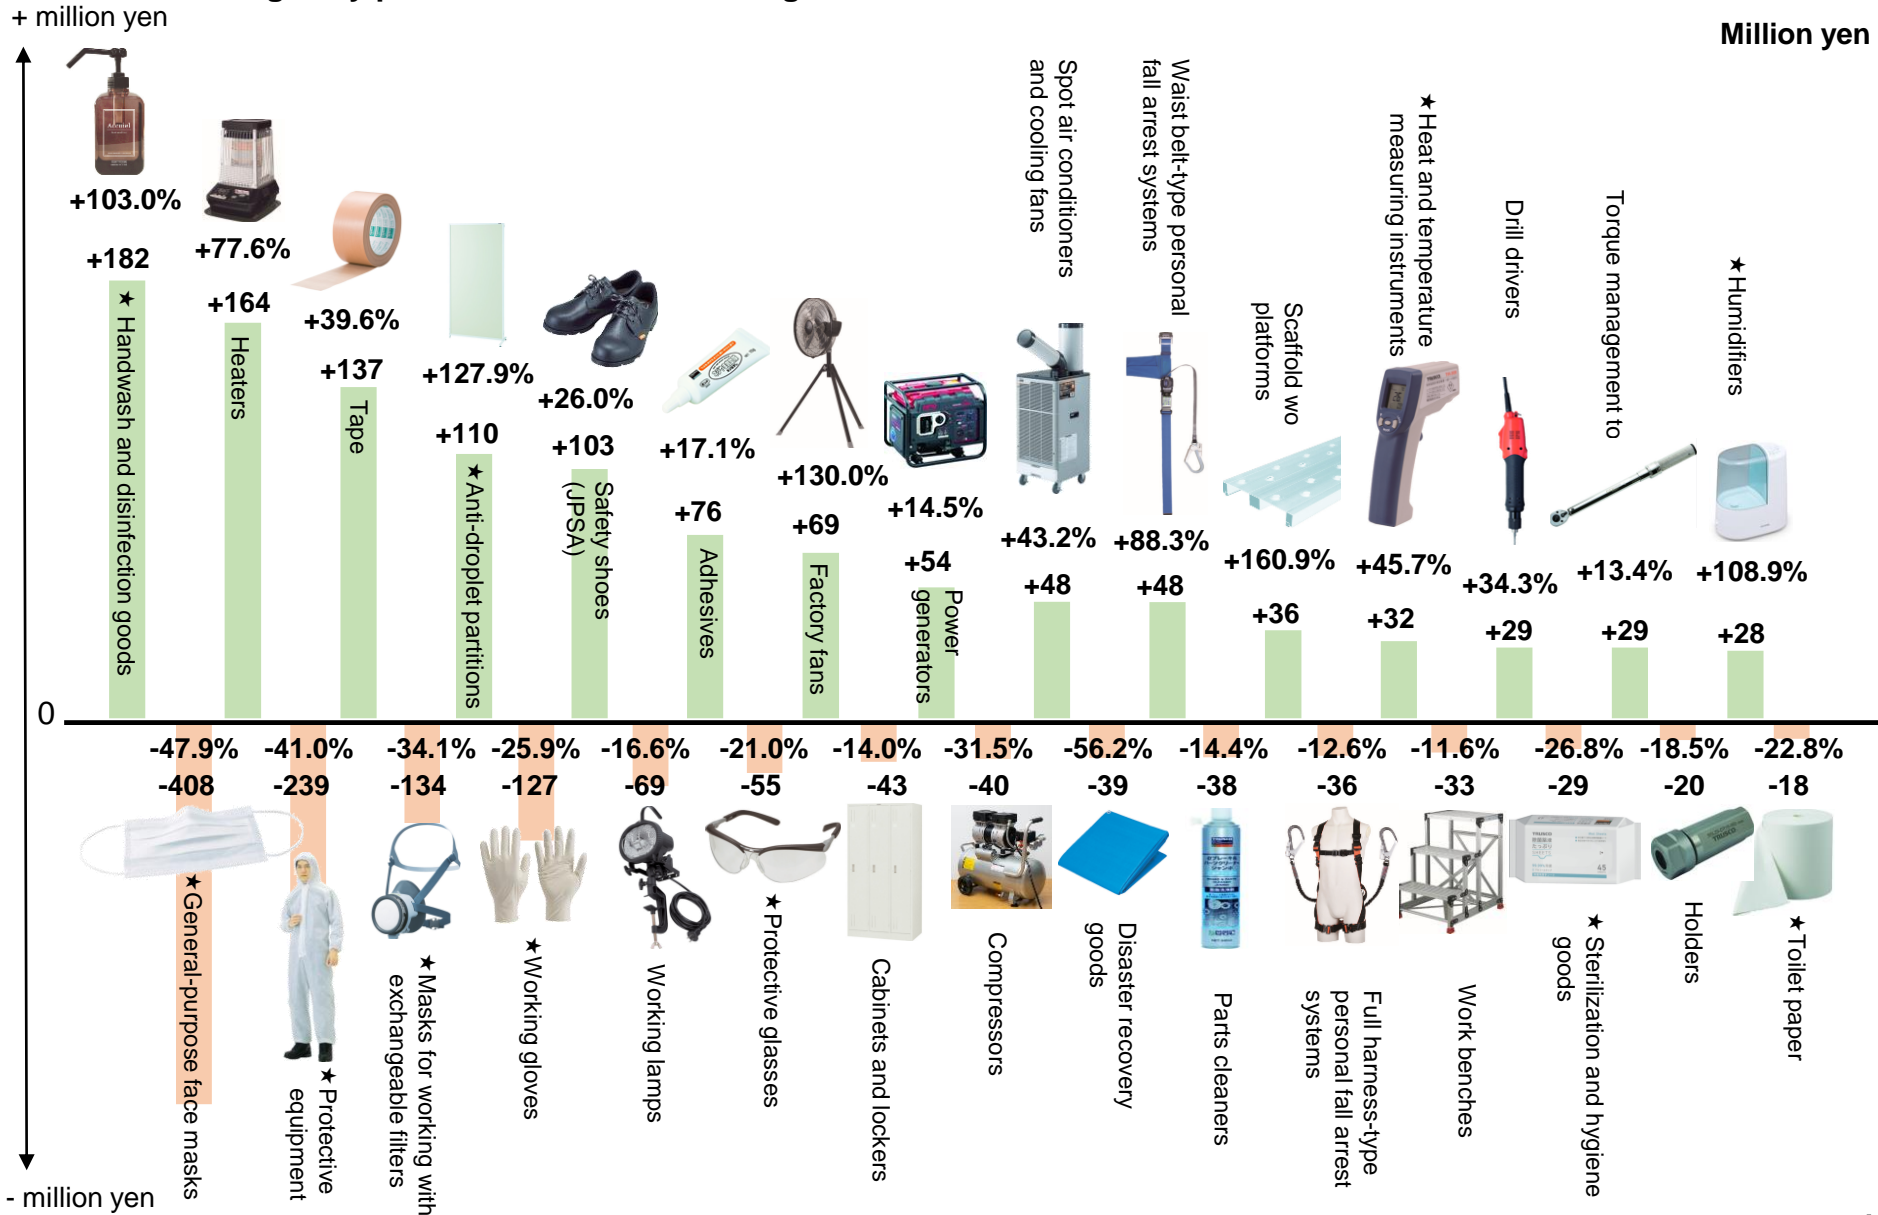 + million yen
Million yen
+103.0%
+182
★ Handwash and disinfection goods
+77.6%
+164
Heaters
+39.6%
+137
Tape
+127.9%
+110
★Anti-droplet partitions
+26.0%
+103
Safety shoes
(JPSA)
+17.1%
+76
Adhesives
+130.0%
+69
Factory fans
+14.5%
+54
Power
generators
Spot air conditioners
and cooling fans
+43.2%
+48
Waist belt-type personal
fall arrest systems
+88.3%
+48
Scaffold wo
platforms
+160.9%
+36
★Heat and temperature
measuring instruments
+45.7%
+32
Drill drivers
+34.3%
+29
Torque management to
+13.4%
+29
★Humidifiers
+108.9%
+28
0
-47.9%
-408
★General-purpose face masks
-41.0%
-239
★Protective
equipment
-34.1%
-134
★Masks for working with
exchangeable filters
-25.9%
-127
★Working gloves
-16.6%
-69
Working lamps
-21.0%
-55
★Protective glasses
-14.0%
-43
Cabinets and lockers
-31.5%
-40
Compressors
-56.2%
-39
Disaster recovery
goods
-14.4%
-38
Parts cleaners
-12.6%
-36
Full harness-type
personal fall arrest
systems
-11.6%
-33
Work benches
-26.8%
-29
★ Sterilization and hygiene
goods
-18.5%
-20
Holders
-22.8%
-18
★Toilet paper
- million yen